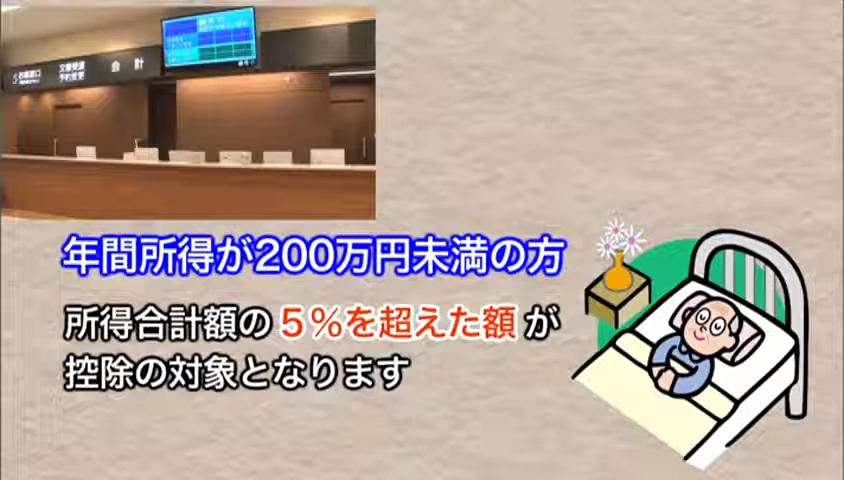 会計
年間所得が200万円未満の方
所得合計額の５％を超えた額が
控除の対象となります